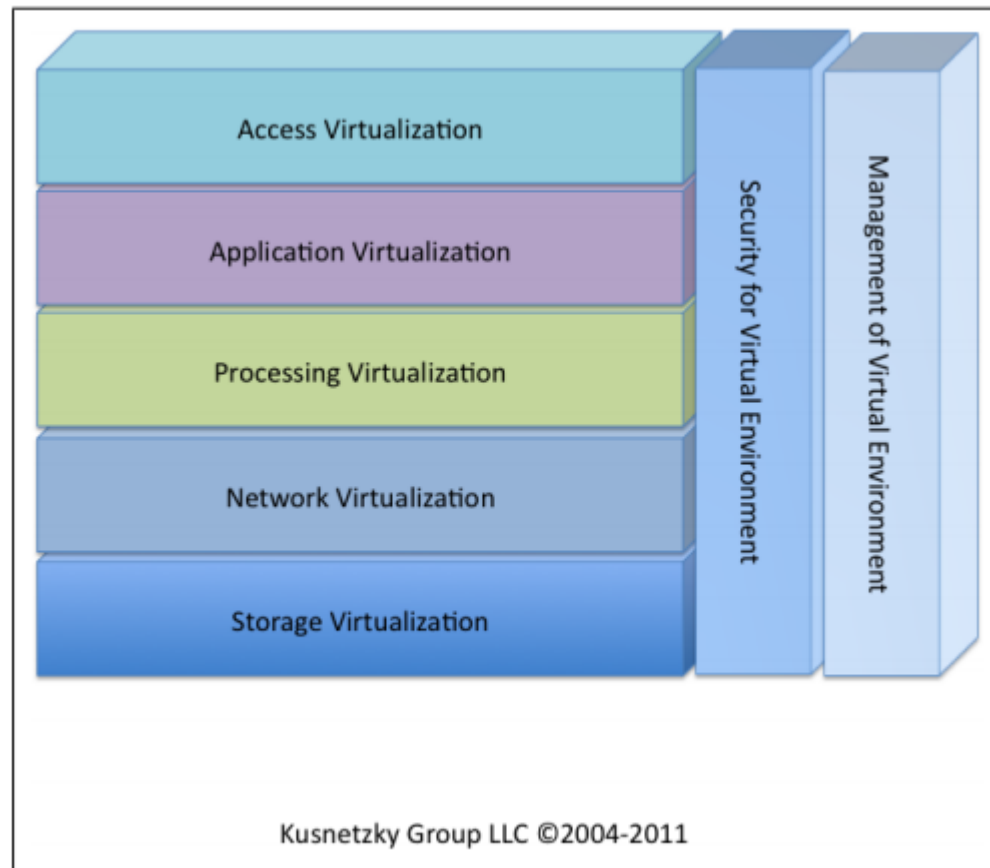 Access Virtualization
Application Virtualization
Processing Virtualization
Network Virtualization
Storage Virtualization
Security for Virtual Environment
Management of Virtual Environment
Kusnetzky Group LLC ©2004-2011